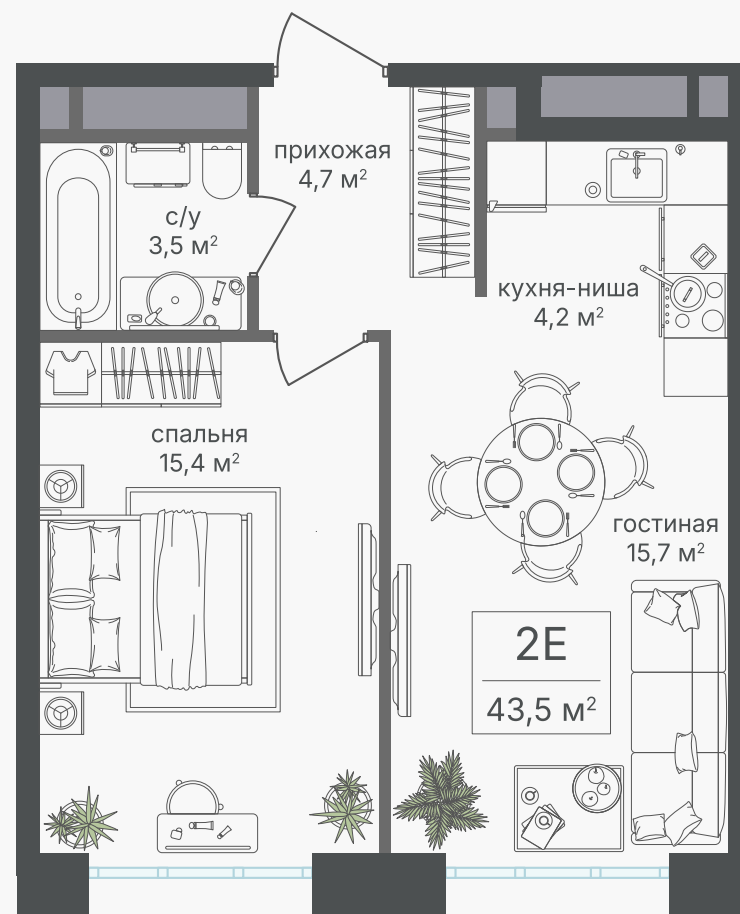 прихожая
4,7 м²
с/у
3,5 м²
кухня-ниша
4,2 м²
спальня
15,4 м²
гостиная
15,7 м²
2Е
43,5 м²